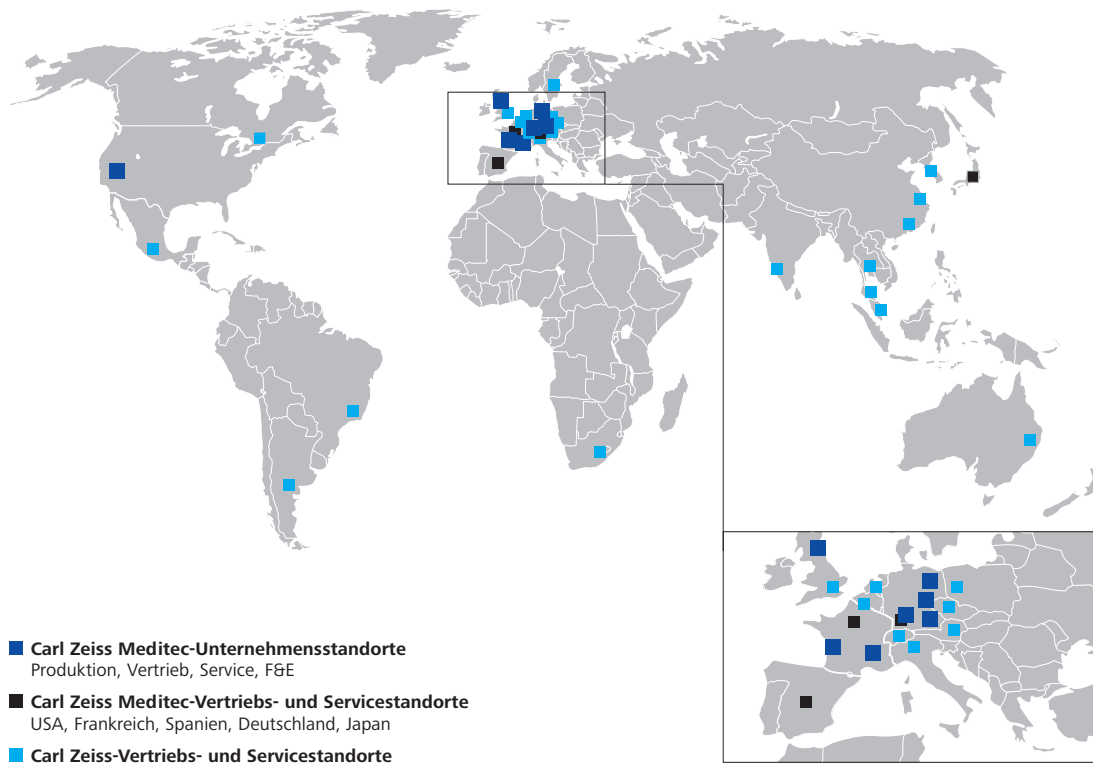 Carl Zeiss Meditec-Unternehmensstandorte
Produktion, Vertrieb, Service, F&E
Carl Zeiss Meditec-Vertriebs- und Servicestandorte
USA, Frankreich, Spanien, Deutschland, Japan
Carl Zeiss-Vertriebs- und Servicestandorte